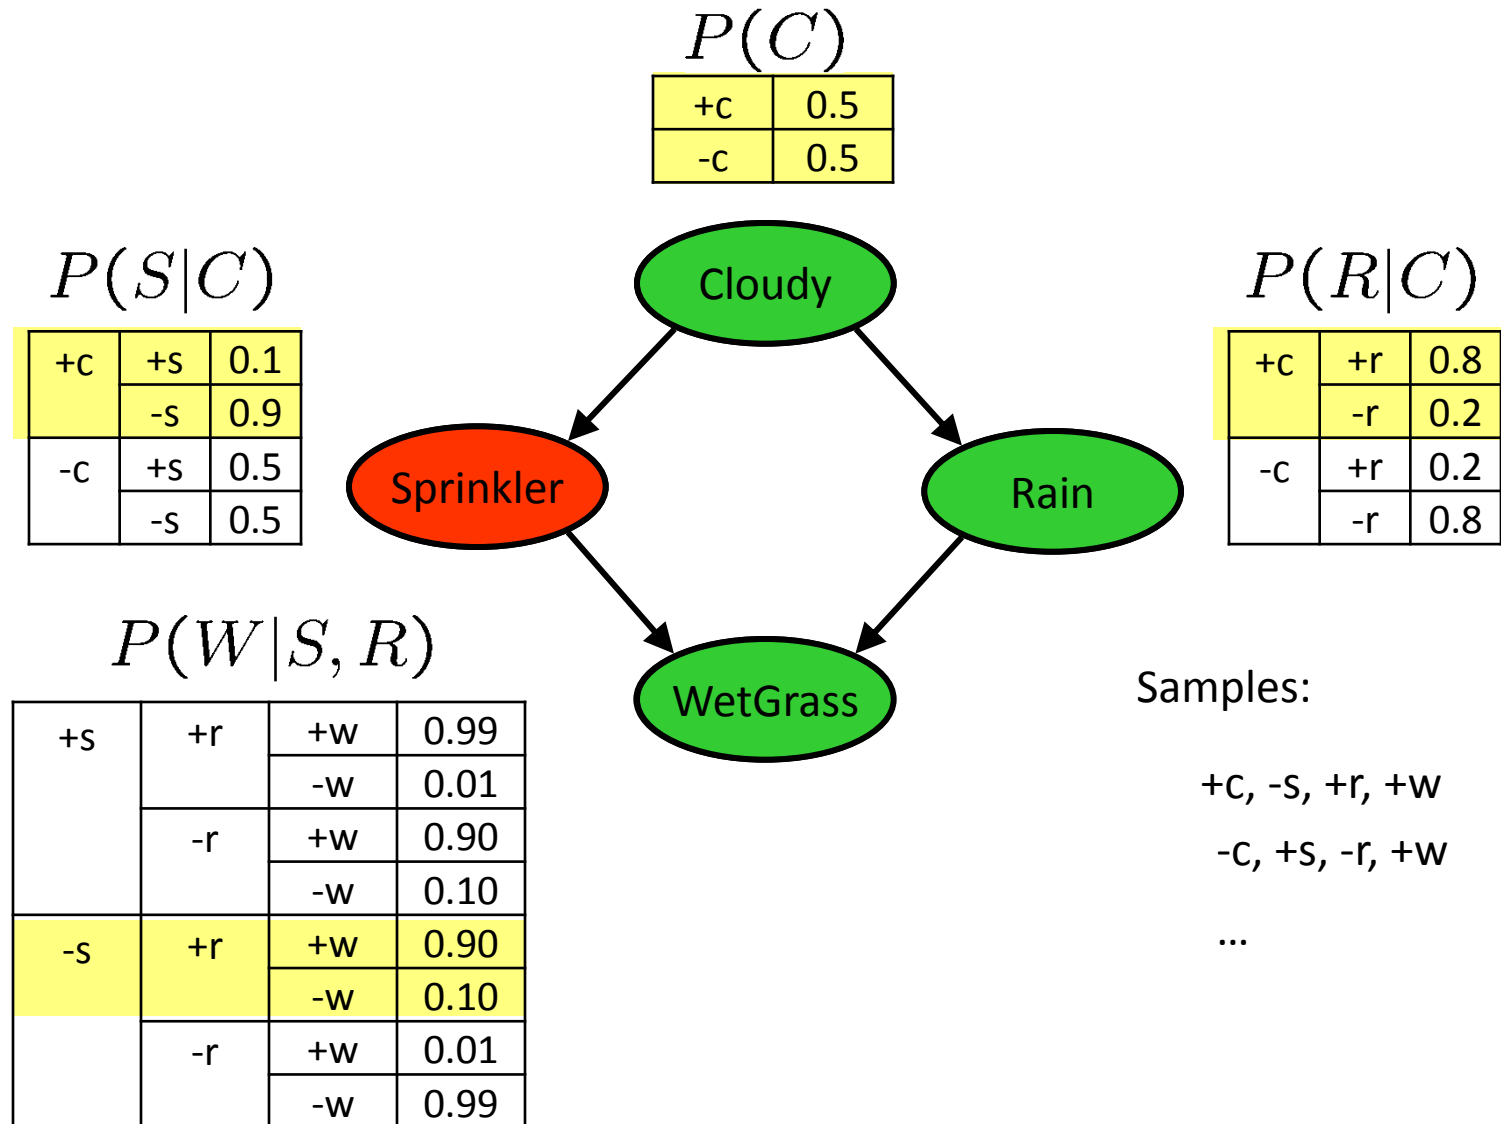 P(C)
+c 0.5
-c 0.5
P(S|C)
+c +s 0.1
-s 0.9
-c +s 0.5
-s 0.5
Cloudy
P(R|C)
+c +r 0.8
-r 0.2
-c +r 0.2
-r 0.8
Sprinkler
Rain
P(W|S, R)
+s +r +w 0.99
-w 0.01
-r +w 0.90
-w 0.10
-s +r +w 0.90
-w 0.10
-r +w 0.01
-w 0.99
WetGrass
Samples:
+c, -s, +r, +w
-c, +s, -r, +w
...